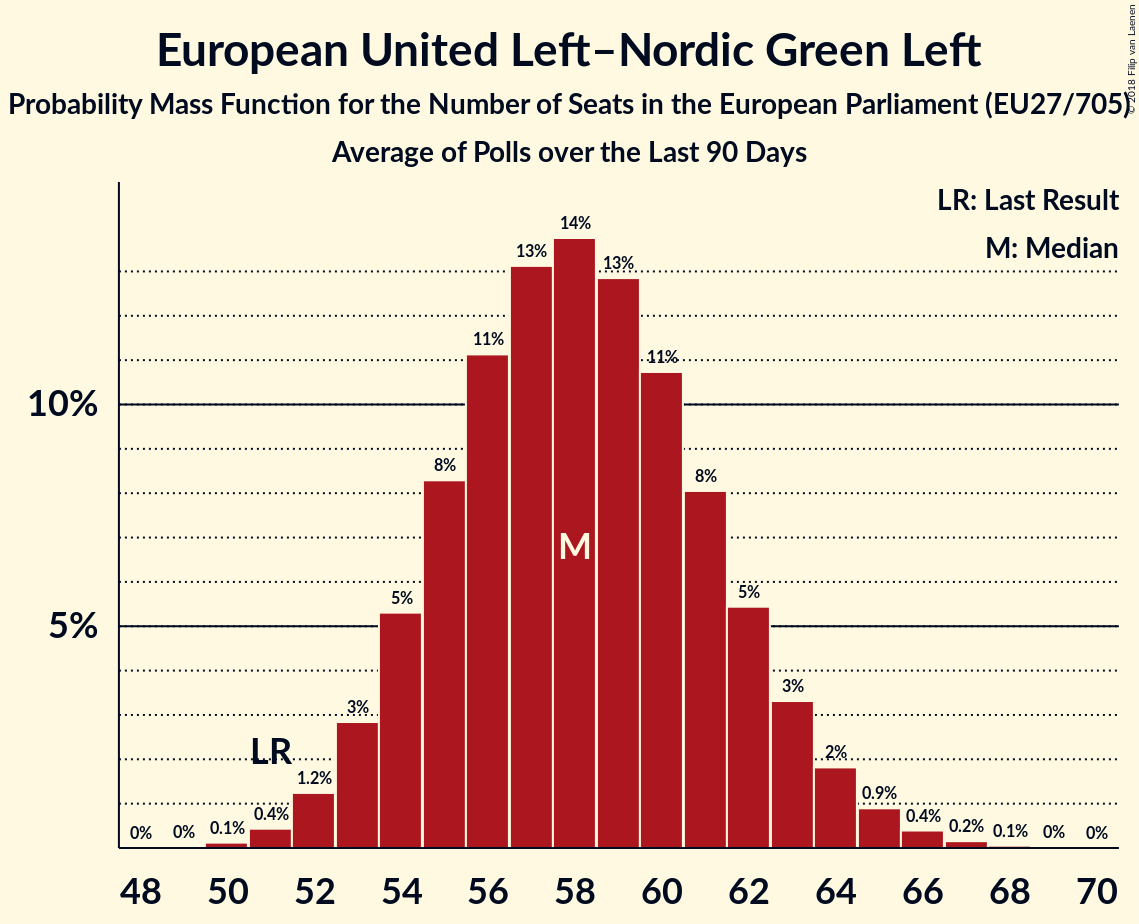 European United Left–Nordic Green Left
Probability Mass Function for the Number of Seats in the European Parliament (EU27/705)
Average of Polls over the Last 90 Days
© 2018 Filip van Laenen
LR: Last Result
M: Median
10%
5%
0% 0% 0.1% 0.4% 1.2% 3% 5% 8% 11% 13% 14% 13% 11% 8% 5% 3% 2% 0.9% 0.4% 0.2% 0.1% 0% 0%
LR
M
48 50 52 54 56 58 60 62 64 66 68 70